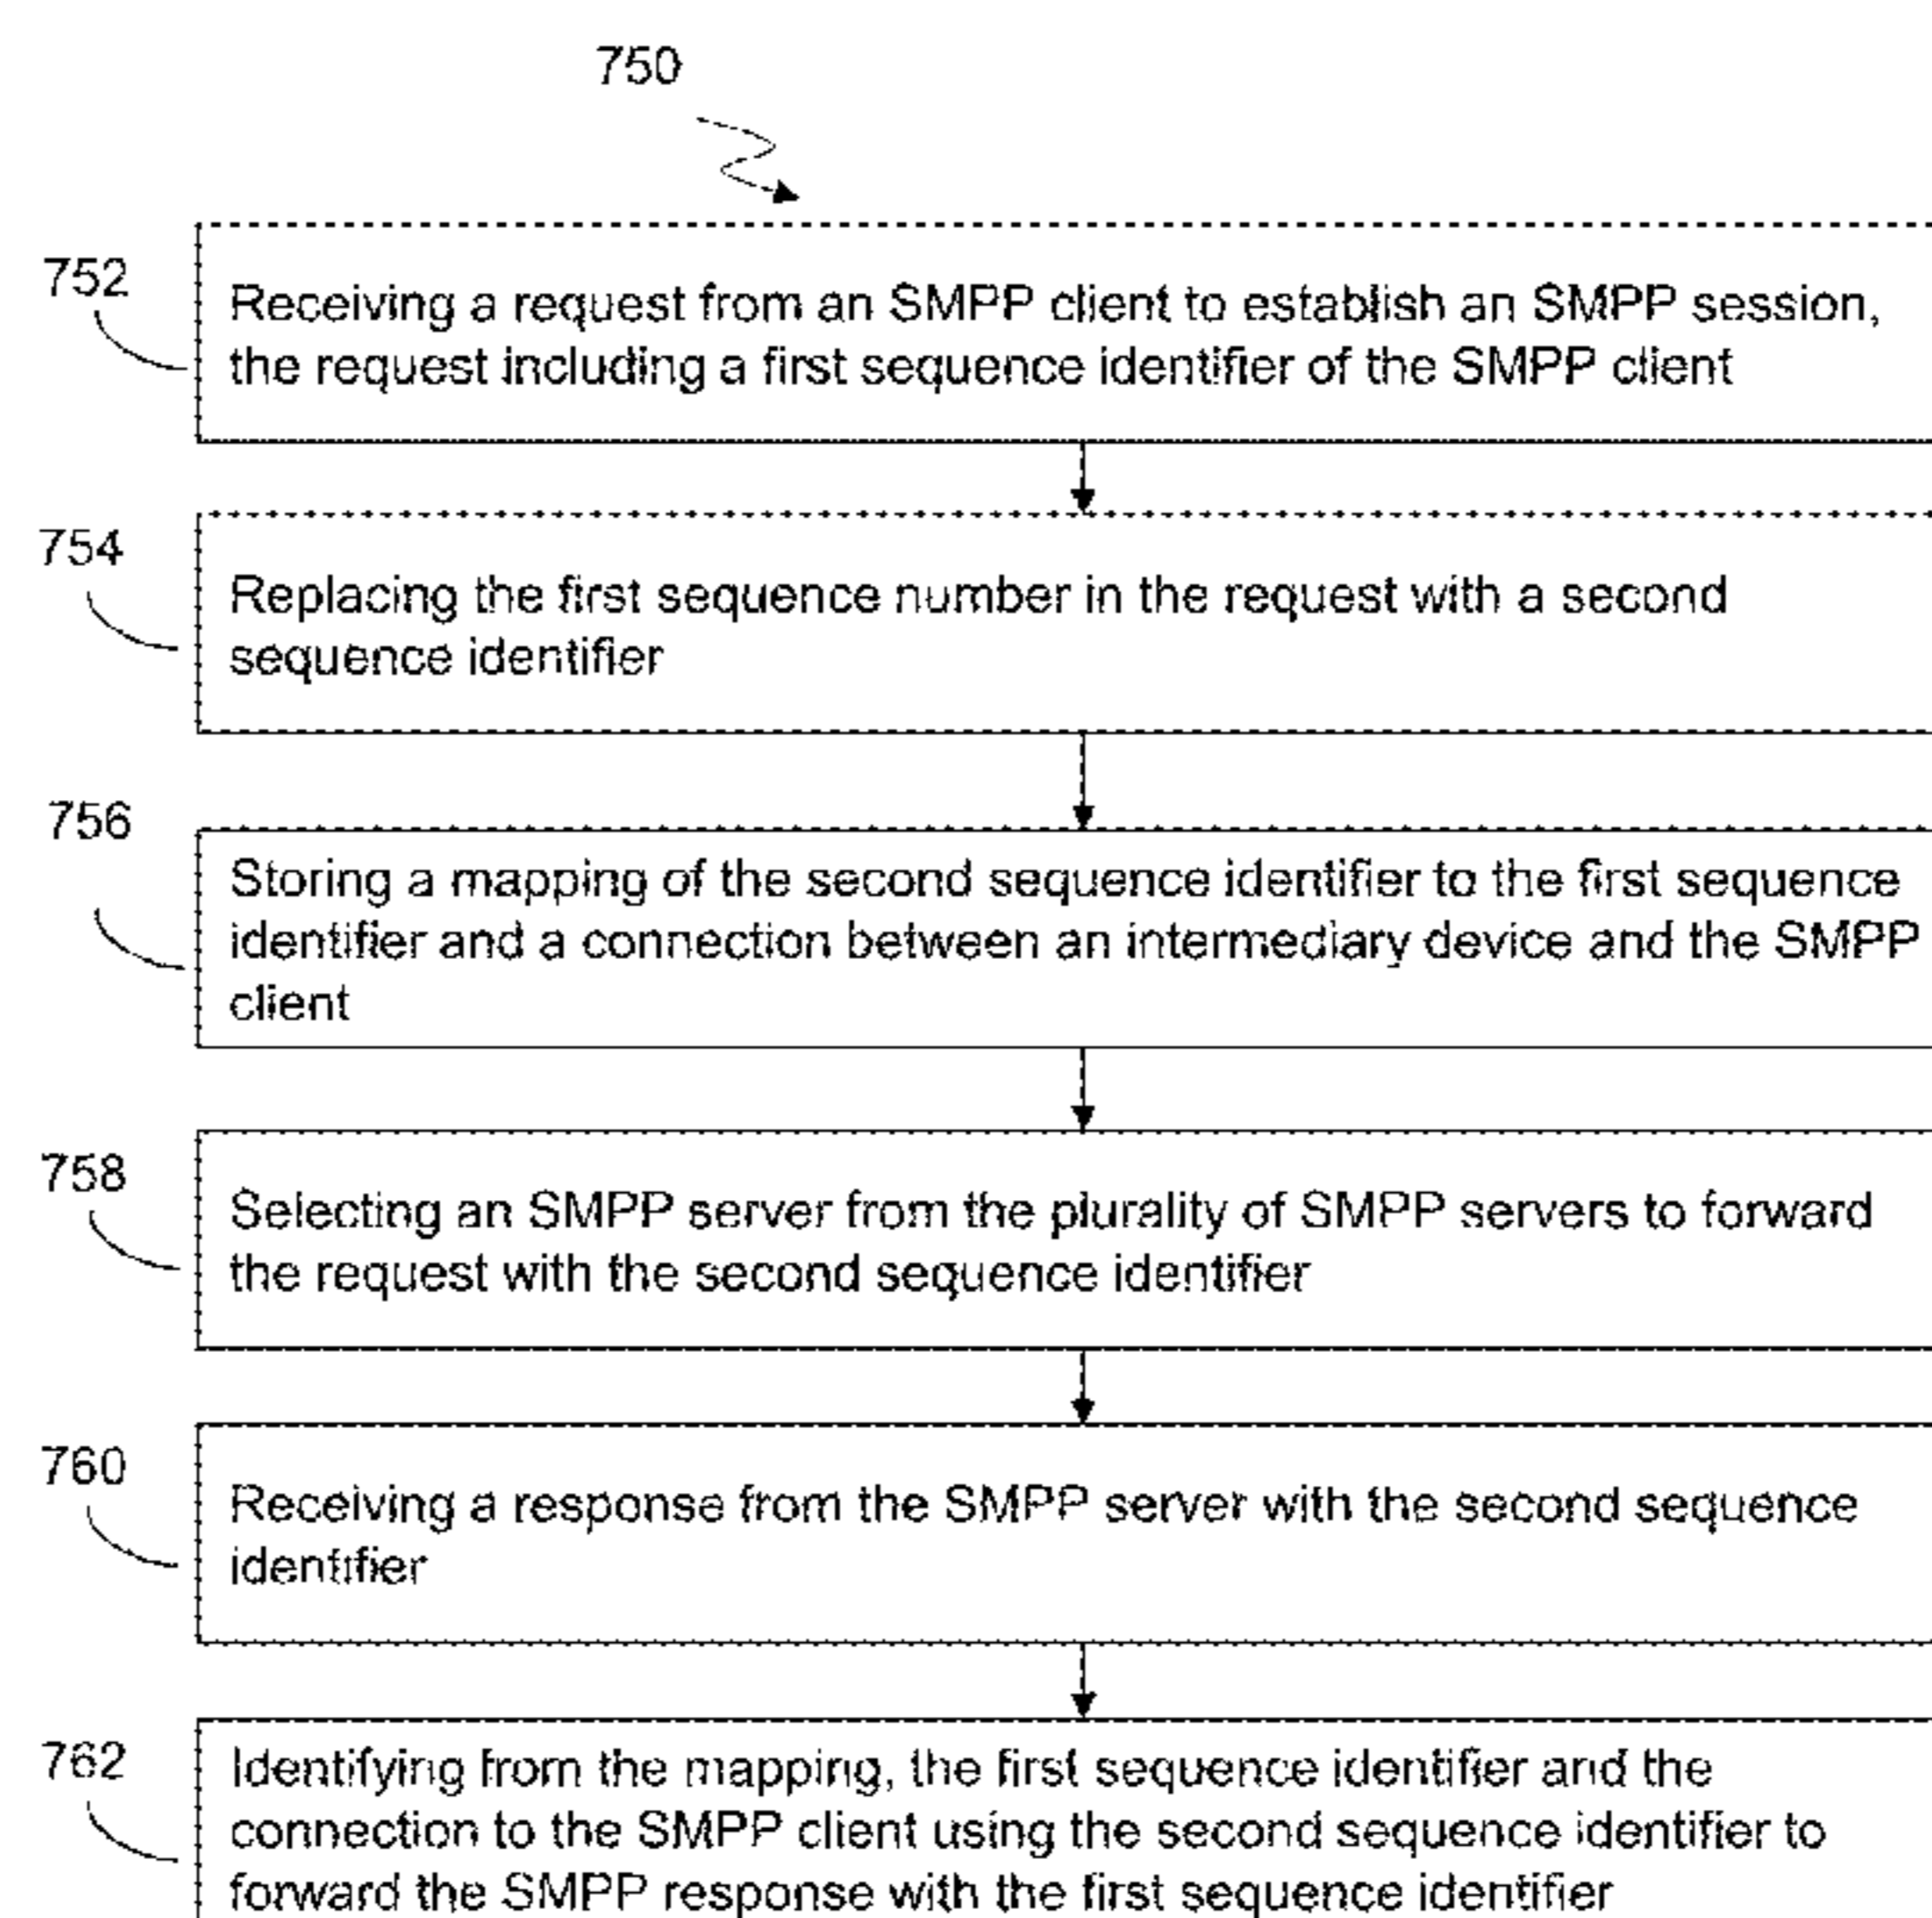 750
752
Receiving a request from an SMPP client to establish an SMPP session,
the request including a first sequence identifier of the SMPP client
754
Replacing the first sequence number in the request with a second
sequence identifier
756
Storing a mapping of the second sequence identifier to the first sequence
identifier and a connection between an intermediary device and the SMPP
client
758
Selecting an SMPP server from the plurality of SMPP servers to forward
the request with the second sequence identifier
760
Receiving a response from the SMPP server with the second sequence
identifier
762
Identifying from the mapping, the first sequence identifier and the
connection to the SMPP client using the second sequence identifier to
forward the SMPP response with the first sequence identifier